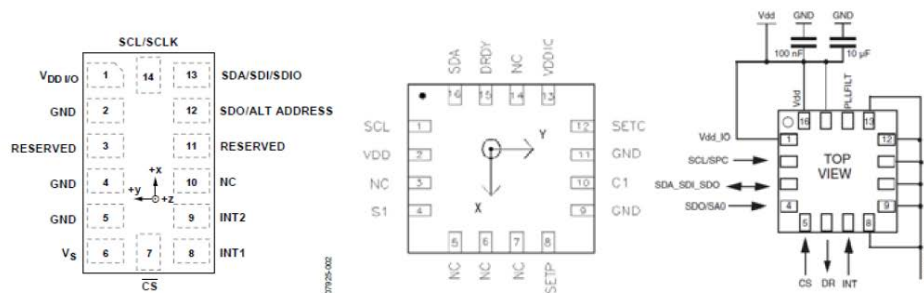 SCL/SCLK
VDD I/O 1 14 13 SDA/SDI/SDIO
GND 2 12 SDO/ALT ADDRESS
RESERVED 3 11 RESERVED
+x
GND 4 +y +z 10 NC
GND 5 9 INT2
VS 6 7 8 INT1
CS
07925-002
SDA DRDY NC VDDIC
16 15 14 13
SCL 1 12 SETC
VDD 2 Y 11 GND
NC 3 10 C1
S1 4 X 9 GND
5 6 7 8
NC NC NC SETP
Vdd GND GND
100 nF 10 µF
Vdd PLLFILT
16 13
Vdd_IO 1 12
SCL/SPC TOP
SDA_SDI_SDO VIEW
SDO/SA0 4 9
5 8
CS DR INT